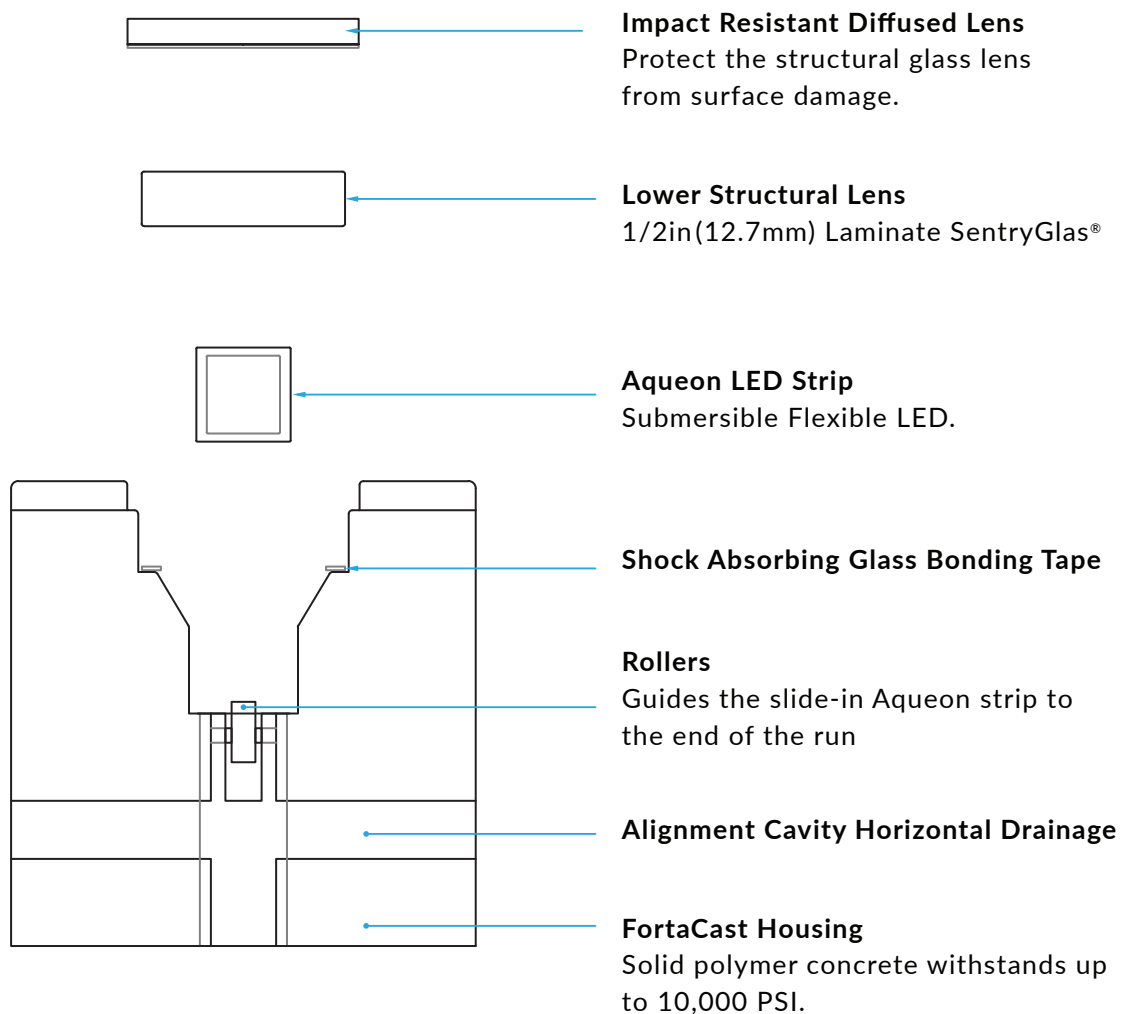 Impact Resistant Diffused Lens
Protect the structural glass lens
from surface damage.
Lower Structural Lens
1/2in(12.7mm) Laminate SentryGlas®
Aqueon LED Strip
Submersible Flexible LED.
Shock Absorbing Glass Bonding Tape
Rollers
Guides the slide-in Aqueon strip to
the end of the run
Alignment Cavity Horizontal Drainage
FortaCast Housing
Solid polymer concrete withstands up
to 10,000 PSI.